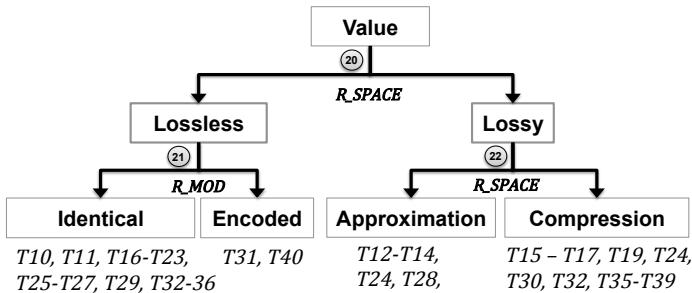 Value
20
R_SPACE
Lossless
Lossy
21
22
R_MOD
R_SPACE
Identical
Encoded
Approximation
Compression
T10, T11, T16-T23,
T25-T27, T29, T32-36
T31, T40
T12-T14,
T24, T28,
T15 – T17, T19, T24,
T30, T32, T35-T39